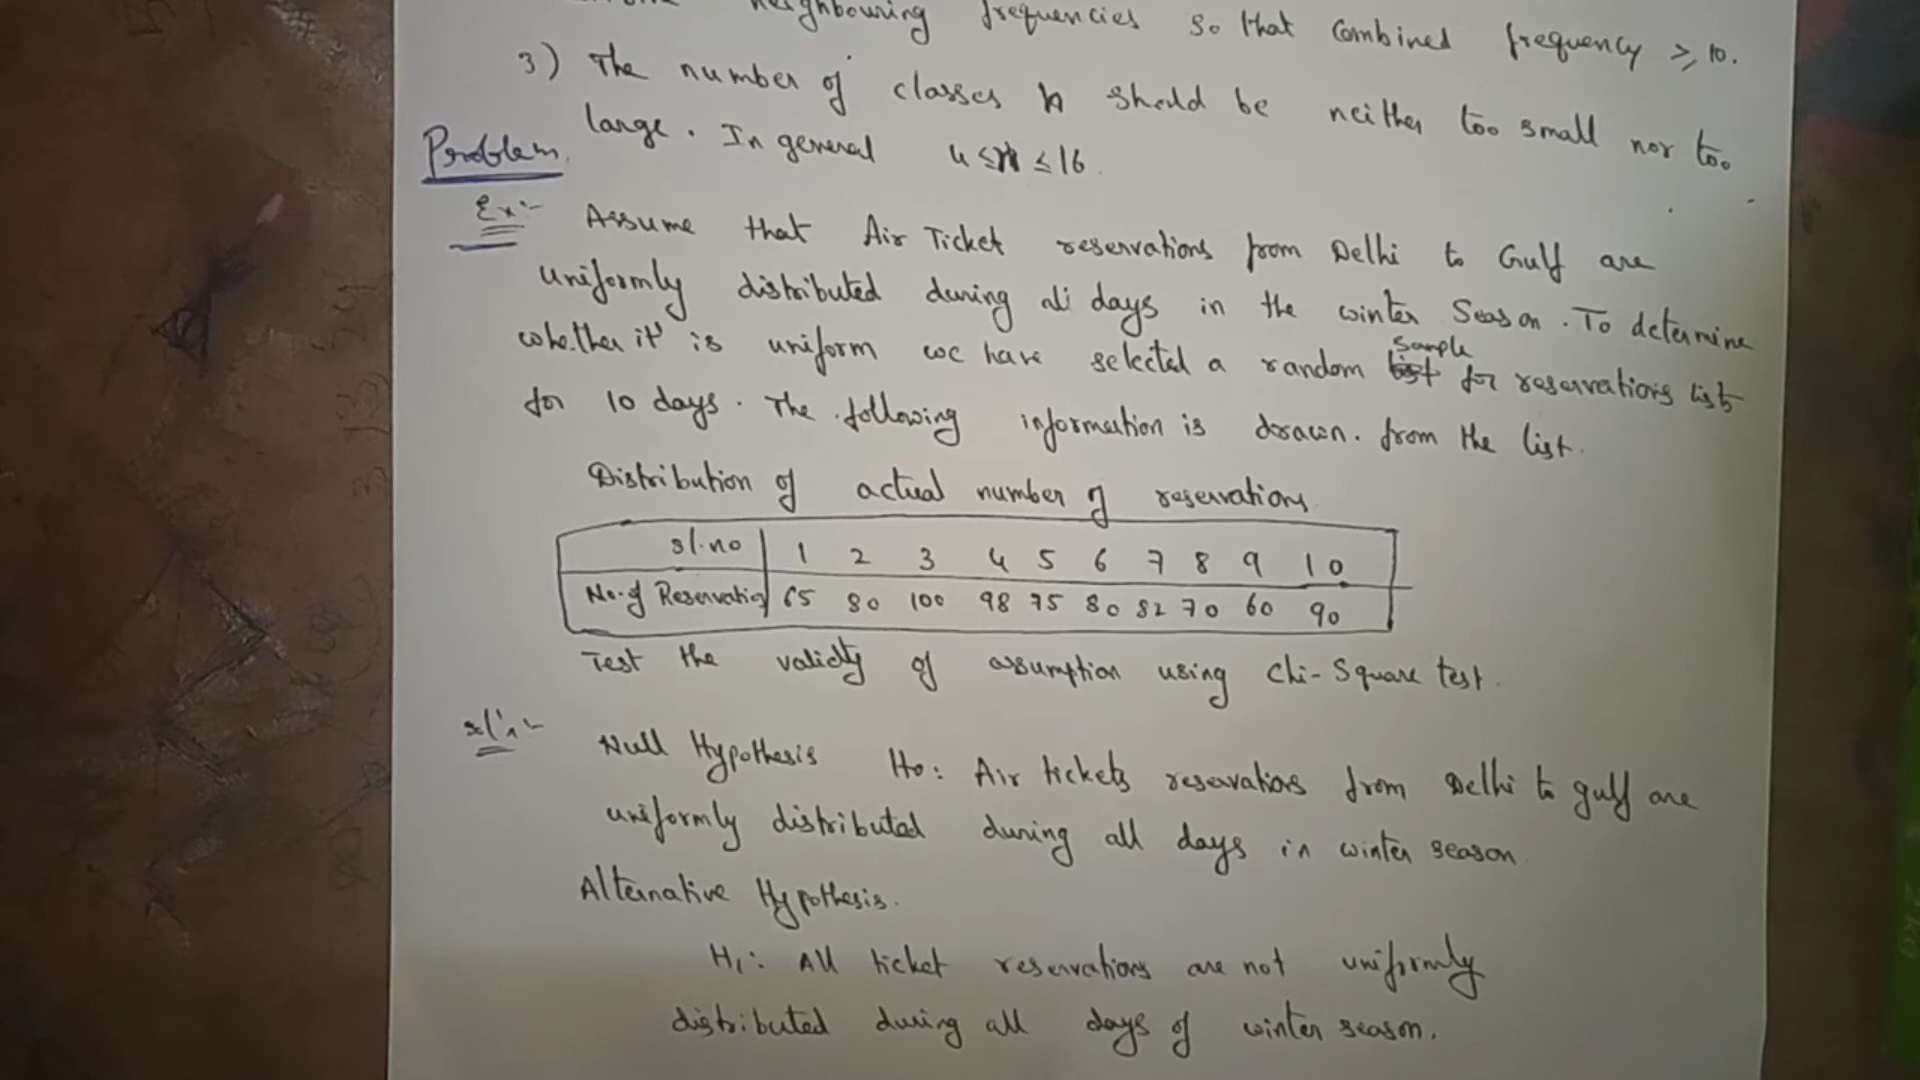 neighbouring frequencies so that combined frequency ≥ 10.
3) The number of classes n should be neither too small nor too
large. In general 4 ≤ n ≤ 16
Problem.
Ex:- Assume that Air Ticket reservations from Delhi to Gulf are
uniformly distributed during all days in the winter Season. To determine
whether it is uniform we have selected a random sample for reservations lists
for 10 days. The following information is drawn. from the list.
Distribution of actual number of reservations
sl.no 1 2 3 4 5 6 7 8 9 10
No. of Reservation 65 80 100 98 75 80 82 70 60 90
Test the validity of assumption using chi-Square test.
sl'n:- Null Hypothesis Ho: Air tickets reservations from Delhi to gulf are
uniformly distributed during all days in winter season
Alternative Hypothesis.
H1: All ticket reservations are not uniformly
distributed during all days of winter season.